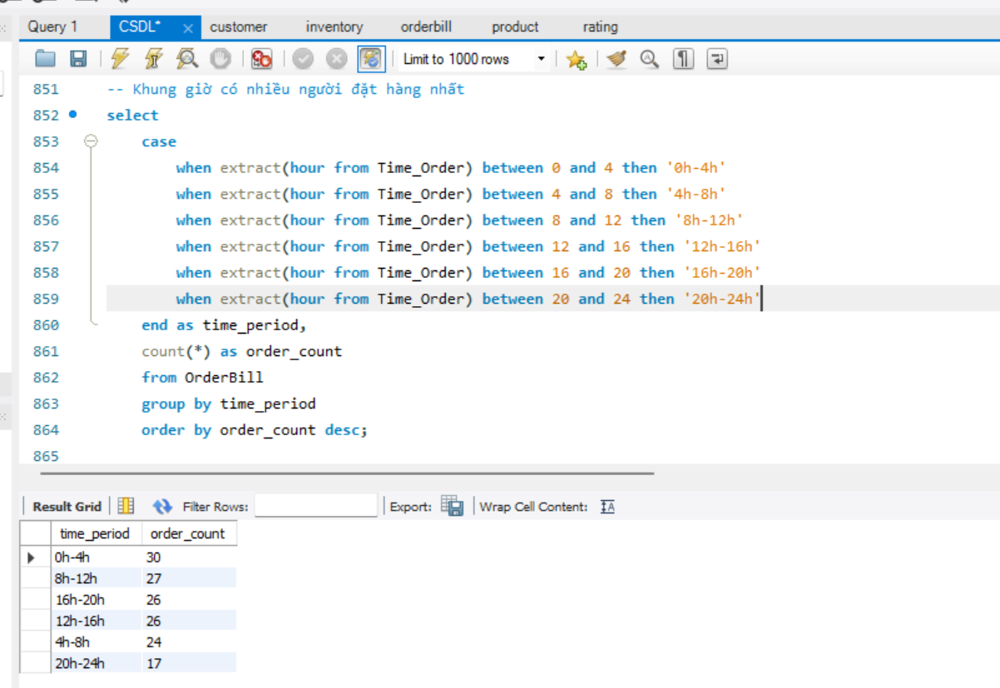 Query 1 CSDL* × customer inventory orderbill product rating
Limit to 1000 rows
851 -- Khung giờ có nhiều người đặt hàng nhất
852 select
853 case
854 when extract(hour from Time_Order) between 0 and 4 then '0h-4h'
855 when extract(hour from Time_Order) between 4 and 8 then '4h-8h'
856 when extract(hour from Time_Order) between 8 and 12 then '8h-12h'
857 when extract(hour from Time_Order) between 12 and 16 then '12h-16h'
858 when extract(hour from Time_Order) between 16 and 20 then '16h-20h'
859 when extract(hour from Time_Order) between 20 and 24 then '20h-24h'
860 end as time_period,
861 count(*) as order_count
862 from OrderBill
863 group by time_period
864 order by order_count desc;
865
Result Grid Filter Rows: Export: Wrap Cell Content: IA
time_period order_count
0h-4h 30
8h-12h 27
16h-20h 26
12h-16h 26
4h-8h 24
20h-24h 17